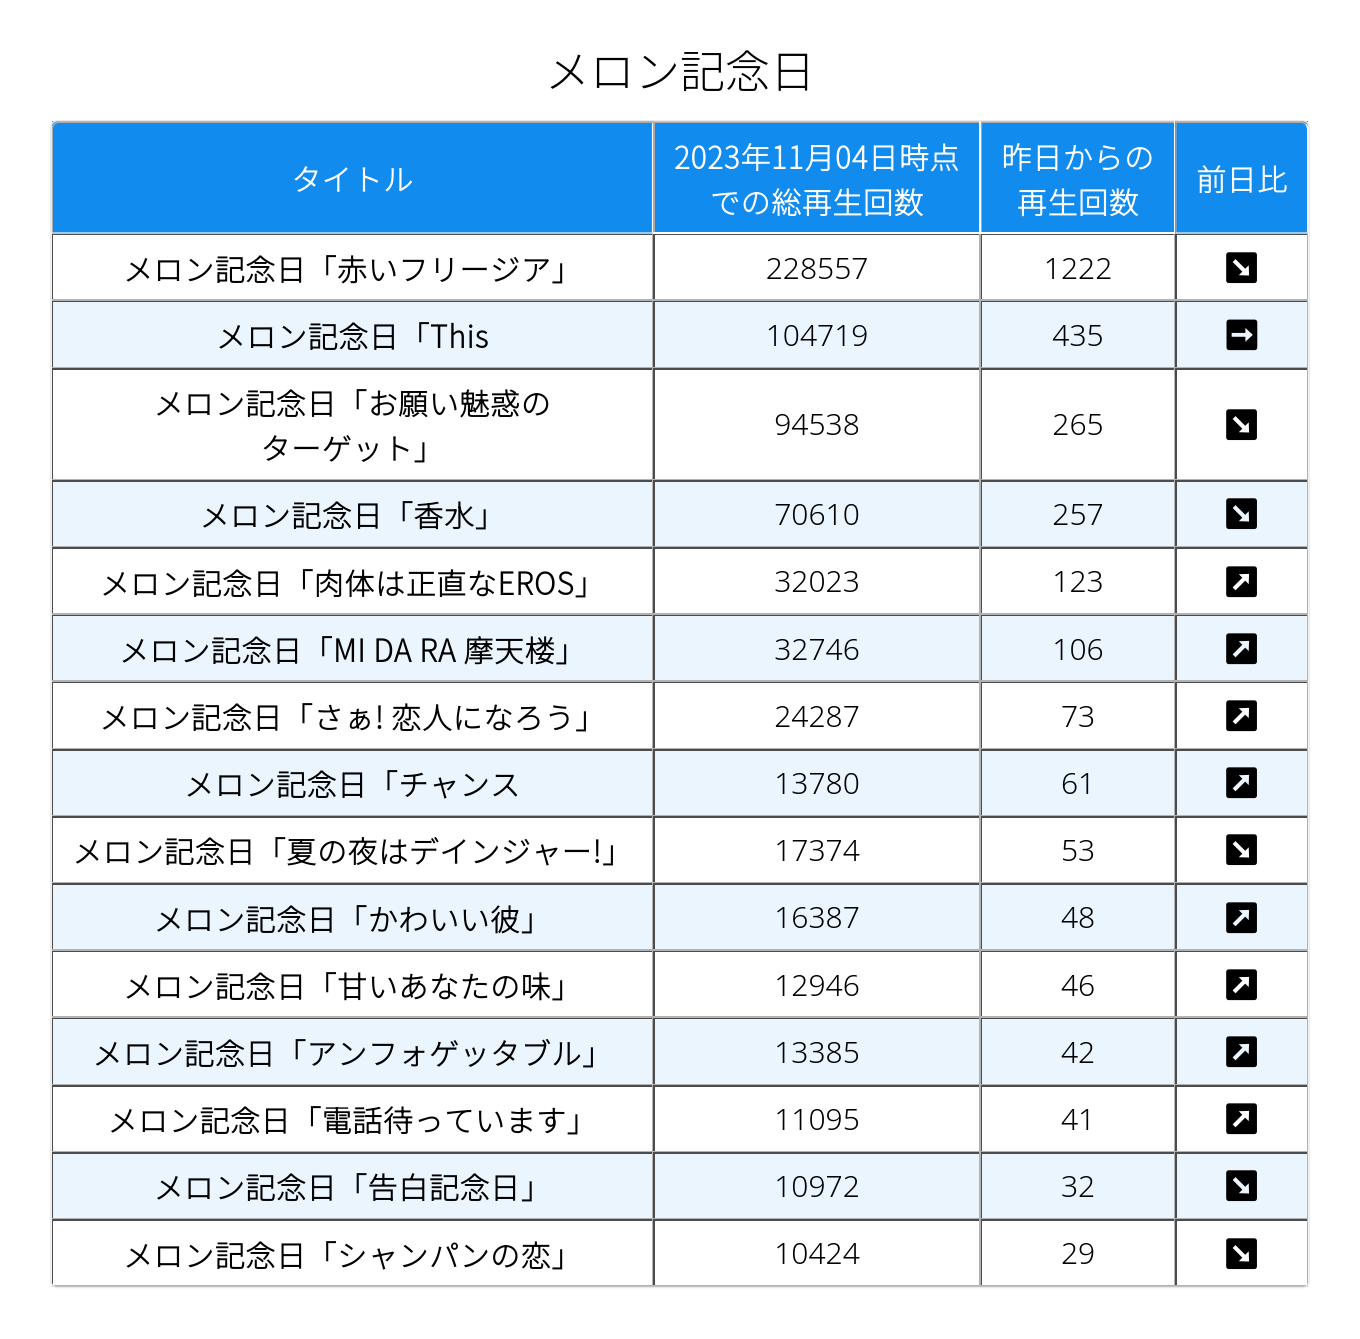 メロン記念日
タイトル 2023年11月04日時点での総再生回数 昨日からの再生回数 前日比
メロン記念日「赤いフリージア」 228557 1222 ↘
メロン記念日「This 104719 435 →
メロン記念日「お願い魅惑の
ターゲット」 94538 265 ↘
メロン記念日「香水」 70610 257 ↘
メロン記念日「肉体は正直なEROS」 32023 123 ↗
メロン記念日「MI DA RA 摩天楼」 32746 106 ↗
メロン記念日「さぁ! 恋人になろう」 24287 73 ↗
メロン記念日「チャンス 13780 61 ↗
メロン記念日「夏の夜はデインジャー!」 17374 53 ↘
メロン記念日「かわいい彼」 16387 48 ↗
メロン記念日「甘いあなたの味」 12946 46 ↗
メロン記念日「アンフォゲッタブル」 13385 42 ↗
メロン記念日「電話待っています」 11095 41 ↗
メロン記念日「告白記念日」 10972 32 ↘
メロン記念日「シャンパンの恋」 10424 29 ↘